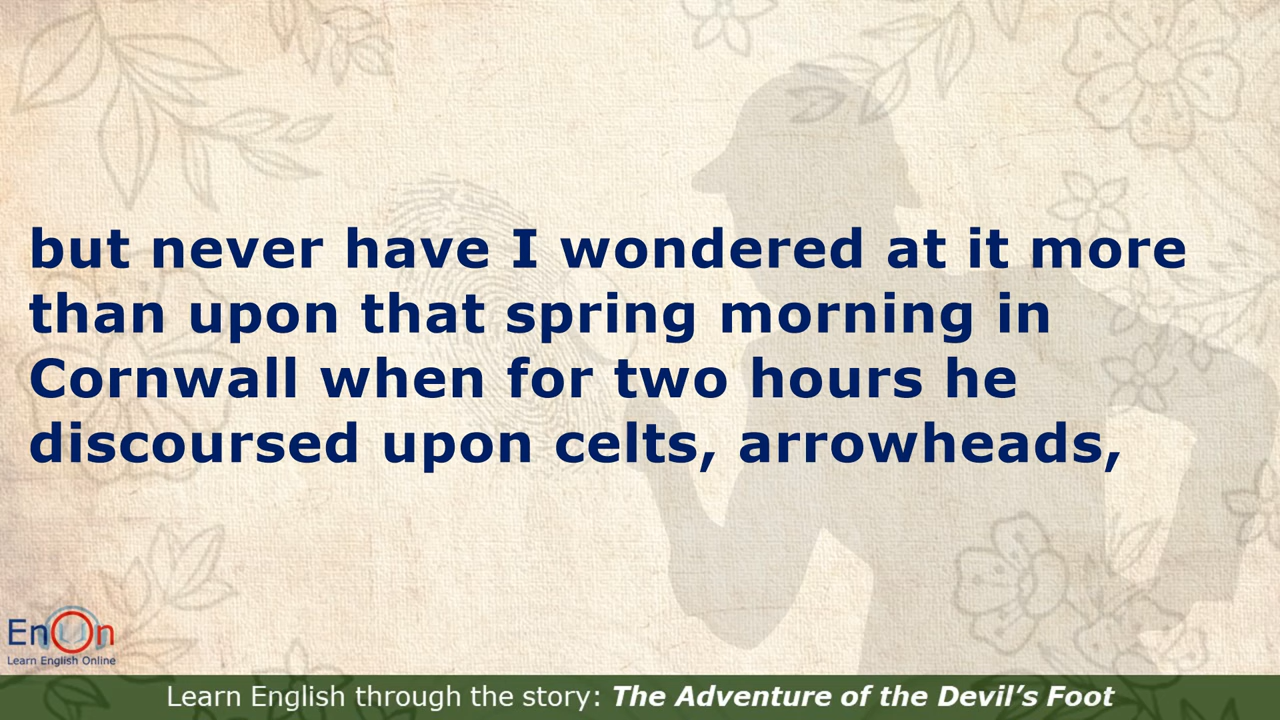 but never have I wondered at it more
than upon that spring morning in
Cornwall when for two hours he
discoursed upon celts, arrowheads,
EnOn
Learn English Online
Learn English through the story: The Adventure of the Devil’s Foot